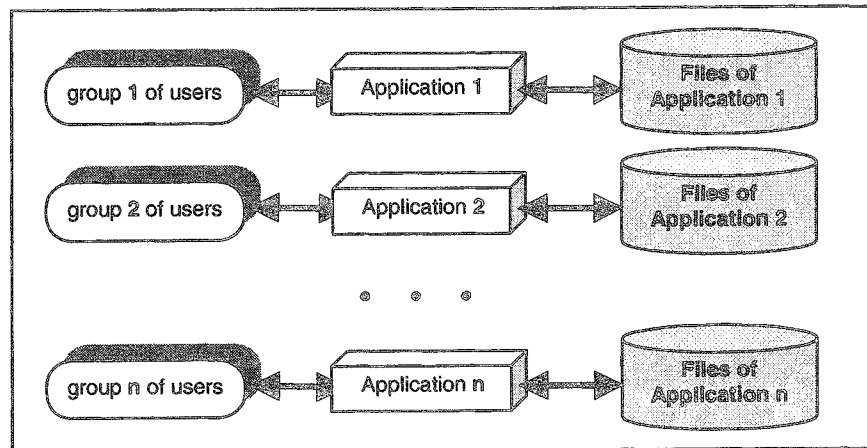 group 1 of users
Application 1
Files of
Application 1
group 2 of users
Application 2
Files of
Application 2
group n of users
Application n
Files of
Application n